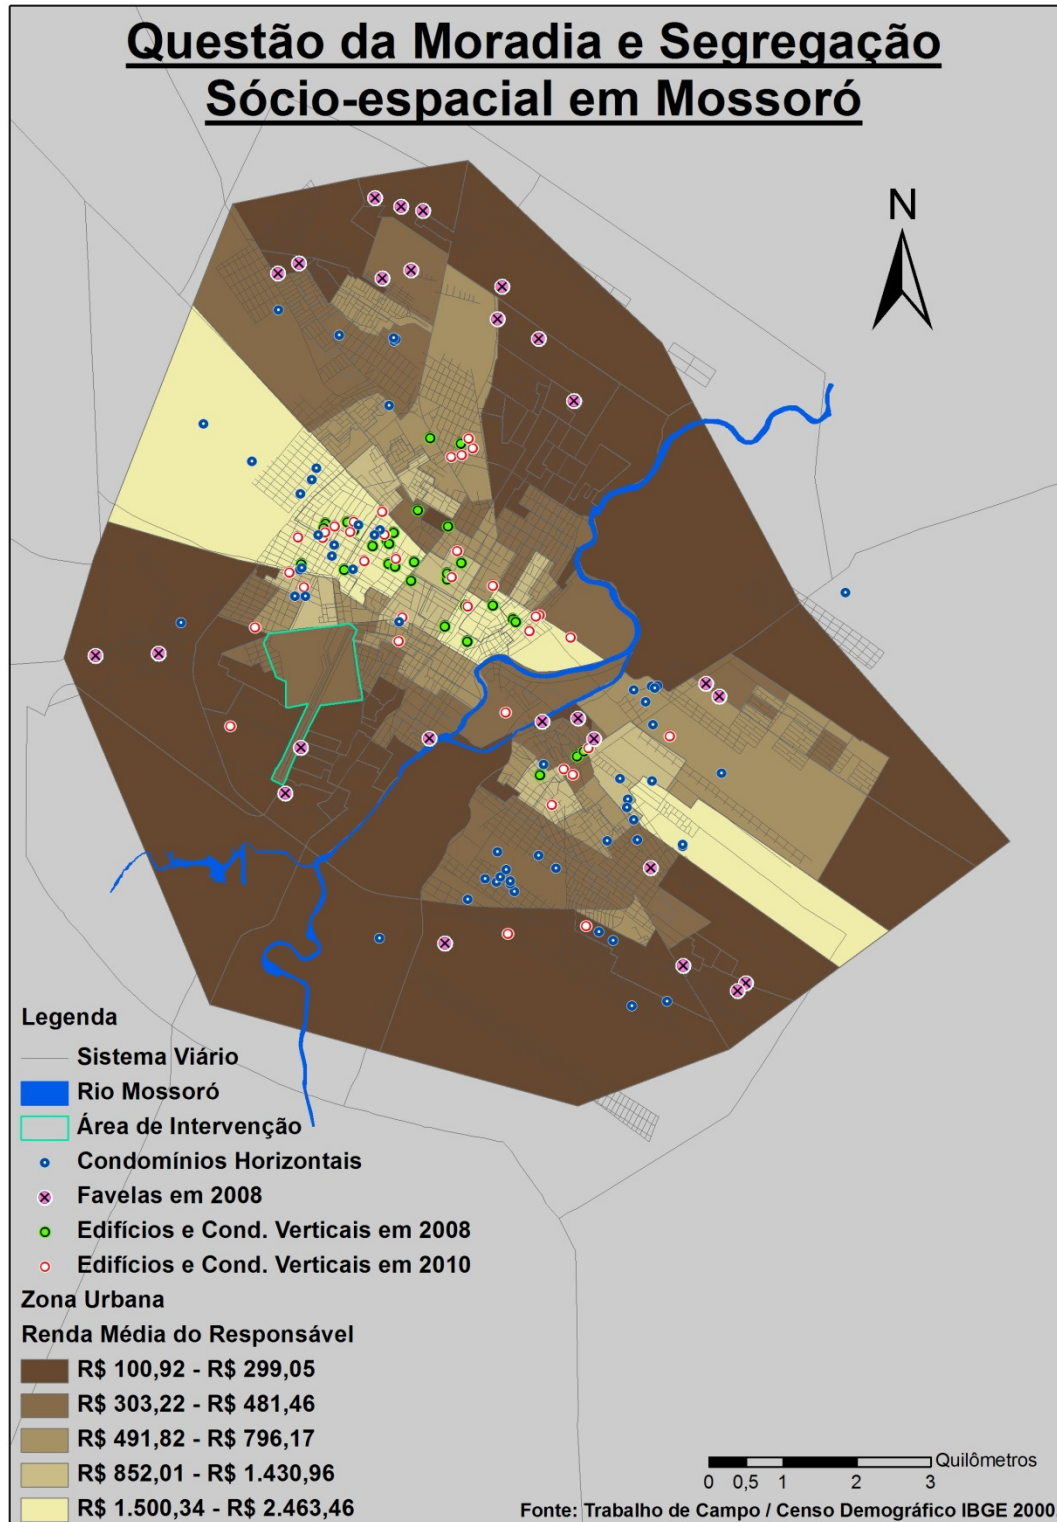 Questão da Moradia e Segregação
Sócio-espacial em Mossoró
N
Legenda
Sistema Viário
Rio Mossoró
Área de Intervenção
Condomínios Horizontais
Favelas em 2008
Edifícios e Cond. Verticais em 2008
Edifícios e Cond. Verticais em 2010
Zona Urbana
Renda Média do Responsável
R$ 100,92 - R$ 299,05
R$ 303,22 - R$ 481,46
R$ 491,82 - R$ 796,17
R$ 852,01 - R$ 1.430,96
R$ 1.500,34 - R$ 2.463,46
Quilômetros
0 0,5 1 2 3
Fonte: Trabalho de Campo / Censo Demográfico IBGE 2000